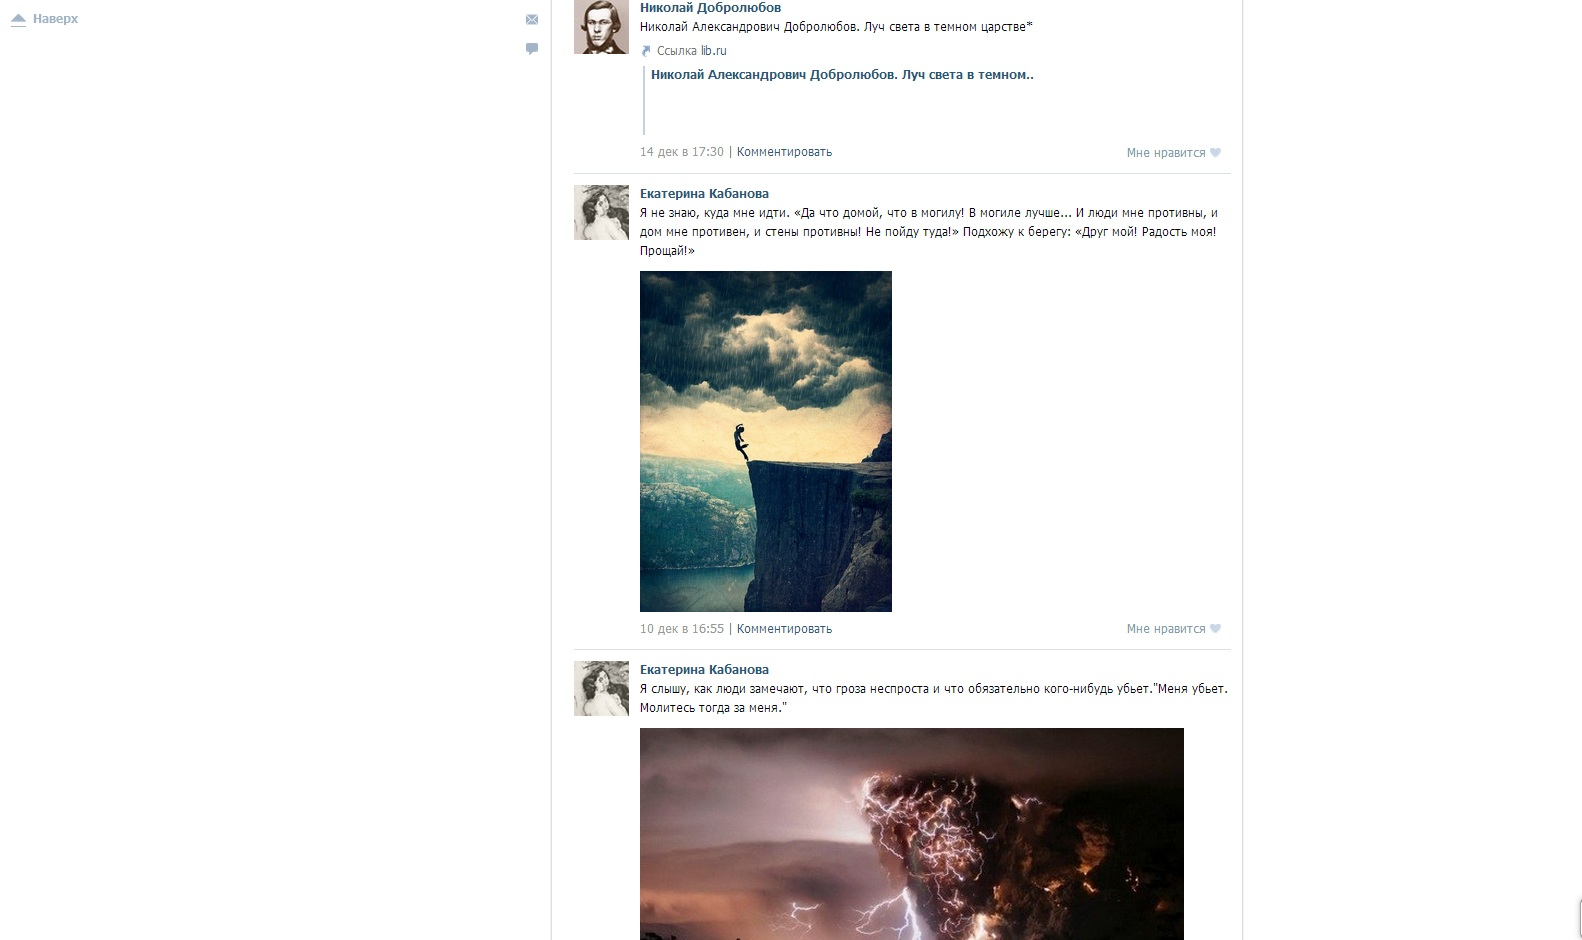 Наверх
Николай Добролюбов
Николай Александрович Добролюбов. Луч света в темном царстве*
Ссылка lib.ru
Николай Александрович Добролюбов. Луч света в темном..
14 дек в 17:30 | Комментировать
Мне нравится
Екатерина Кабанова
Я не знаю, куда мне идти. «Да что домой, что в могилу! В могиле лучше... И люди мне противны, и
дом мне противен, и стены противны! Не пойду туда!» Подхожу к берегу: «Друг мой! Радость моя!
Прощай!»
10 дек в 16:55 | Комментировать
Мне нравится
Екатерина Кабанова
Я слышу, как люди замечают, что гроза неспроста и что обязательно кого-нибудь убьет."Меня убьет.
Молитесь тогда за меня."